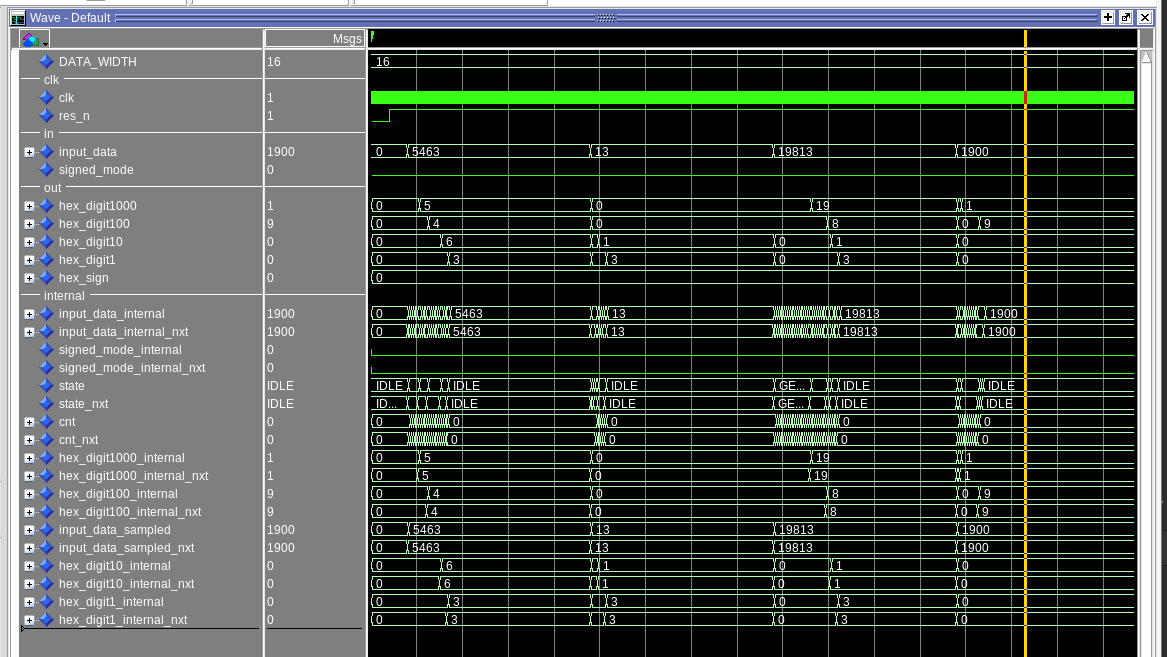 Wave - Default
Msgs
DATA_WIDTH 16 16
clk
clk 1
res_n 1
in
input_data 1900 0 5463 13 19813 1900
signed_mode 0
out
hex_digit1000 1 0 5 0 19 1
hex_digit100 9 0 4 0 8 0 9
hex_digit10 0 0 6 1 0 1 0
hex_digit1 0 0 3 3 0 3 0
hex_sign 0 0
internal
input_data_internal 1900 0 5463 13 19813 1900
input_data_internal_nxt 1900 0 5463 13 19813 1900
signed_mode_internal 0
signed_mode_internal_nxt 0
state IDLE IDLE IDLE IDLE GE... IDLE IDLE
state_nxt IDLE ID... IDLE IDLE GE... IDLE IDLE
cnt 0 0 0 0 0 0
cnt_nxt 0 0 0 0 0 0
hex_digit1000_internal 1 0 5 0 19 1
hex_digit1000_internal_nxt 1 0 5 0 19 1
hex_digit100_internal 9 0 4 0 8 0 9
hex_digit100_internal_nxt 9 0 4 0 8 0 9
input_data_sampled 1900 0 5463 13 19813 1900
input_data_sampled_nxt 1900 0 5463 13 19813 1900
hex_digit10_internal 0 0 6 1 0 1 0
hex_digit10_internal_nxt 0 0 6 1 0 1 0
hex_digit1_internal 0 0 3 3 0 3 0
hex_digit1_internal_nxt 0 0 3 3 0 3 0